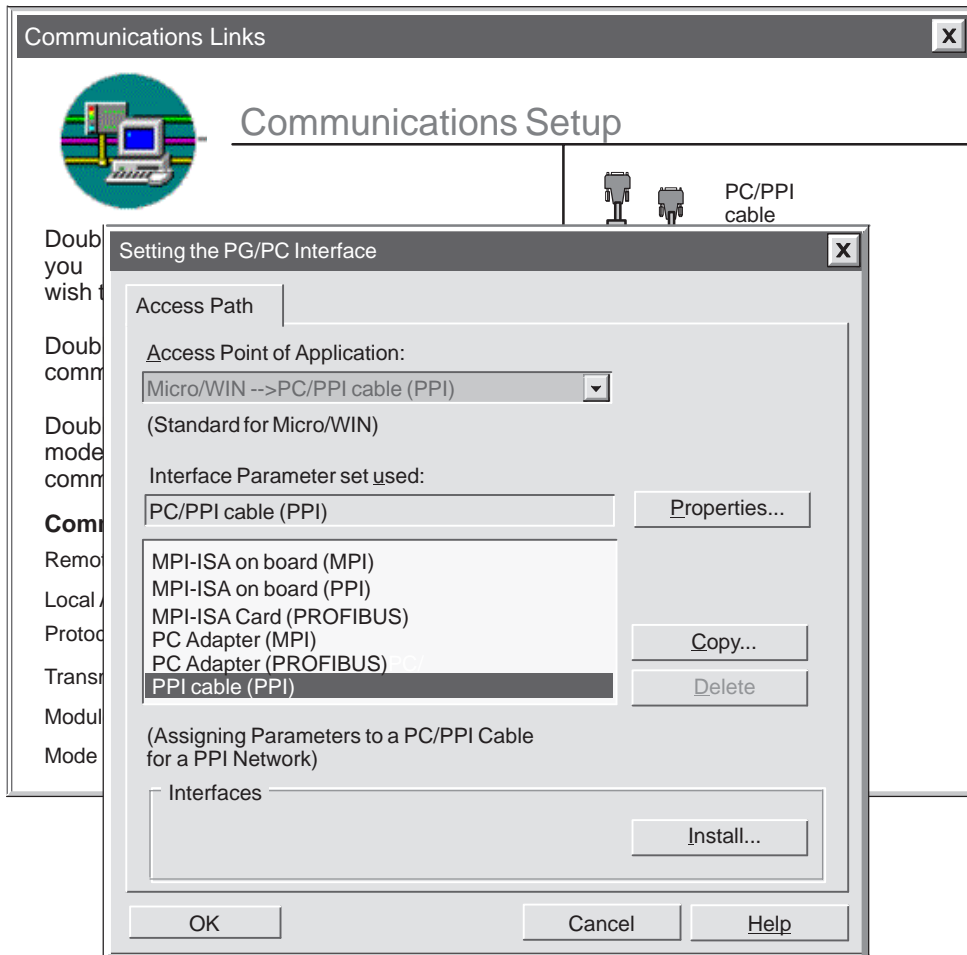 Communications Links
X
Communications Setup
PC/PPI
cable
Doub
you
wish t
Doub
comm
Doub
mode
comm
Comm
Remot
Local A
Protoc
Transm
Modul
Mode
Setting the PG/PC Interface
X
Access Path
Access Point of Application:
Micro/WIN -->PC/PPI cable (PPI)
(Standard for Micro/WIN)
Interface Parameter set used:
PC/PPI cable (PPI)
Properties...
MPI-ISA on board (MPI)
MPI-ISA on board (PPI)
MPI-ISA Card (PROFIBUS)
PC Adapter (MPI)
PC Adapter (PROFIBUS)PC/
PPI cable (PPI)
Copy...
Delete
(Assigning Parameters to a PC/PPI Cable
for a PPI Network)
Interfaces
Install...
OK
Cancel
Help